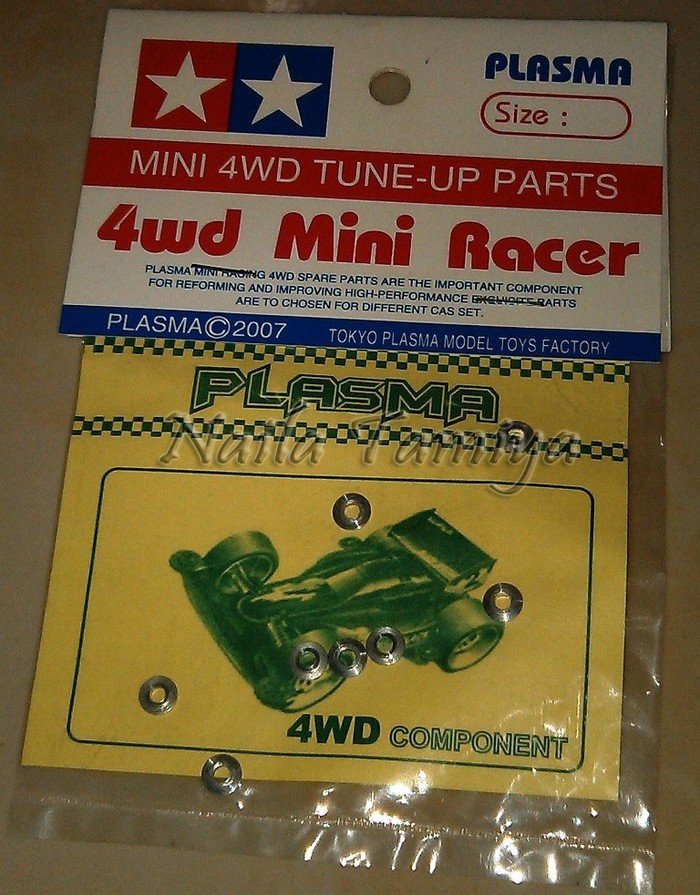 PLASMA
Size :
MINI 4WD TUNE-UP PARTS
4wd Mini Racer
PLASMA MINI RACING 4WD SPARE PARTS ARE THE IMPORTANT COMPONENT
FOR REFORMING AND IMPROVING HIGH-PERFORMANCE EXQUISITE PARTS
ARE TO CHOSEN FOR DIFFERENT CAS SET.
PLASMA©2007
TOKYO PLASMA MODEL TOYS FACTORY
PLASMA
Naila Tamiya
4WD COMPONENT